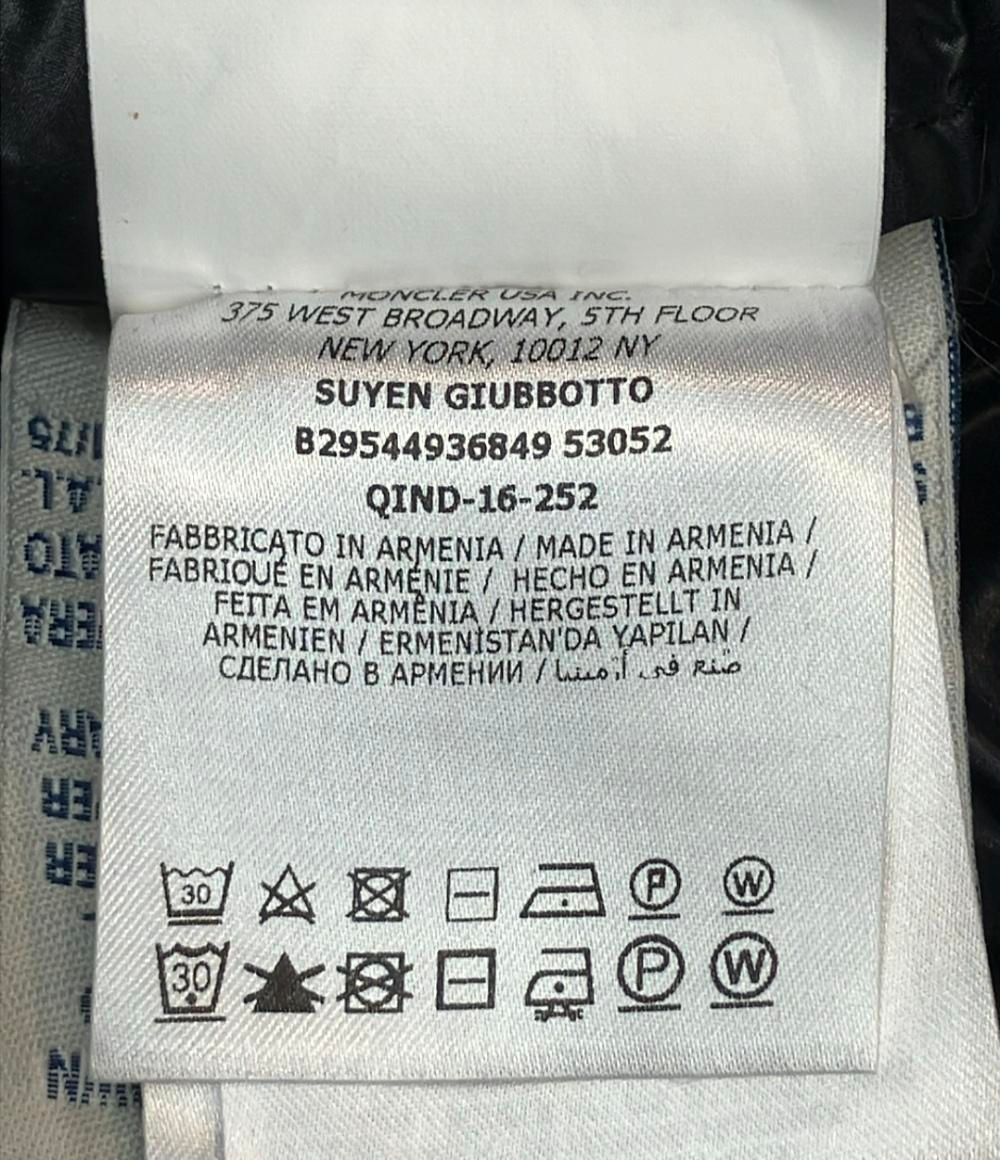 MONCLER USA INC.
375 WEST BROADWAY, 5TH FLOOR
NEW YORK, 10012 NY
SUYEN GIUBBOTTO
B29544936849 53052
QIND-16-252
FABBRICATO IN ARMENIA / MADE IN ARMENIA /
FABRIQUÉ EN ARMÉNIE / HECHO EN ARMENIA /
FEITA EM ARMÊNIA / HERGESTELLT IN
ARMENIEN / ERMENİSTAN'DA YAPILAN /
СДЕЛАНО В АРМЕНИИ / صنع في أرمينيا
30 P W
30 P W